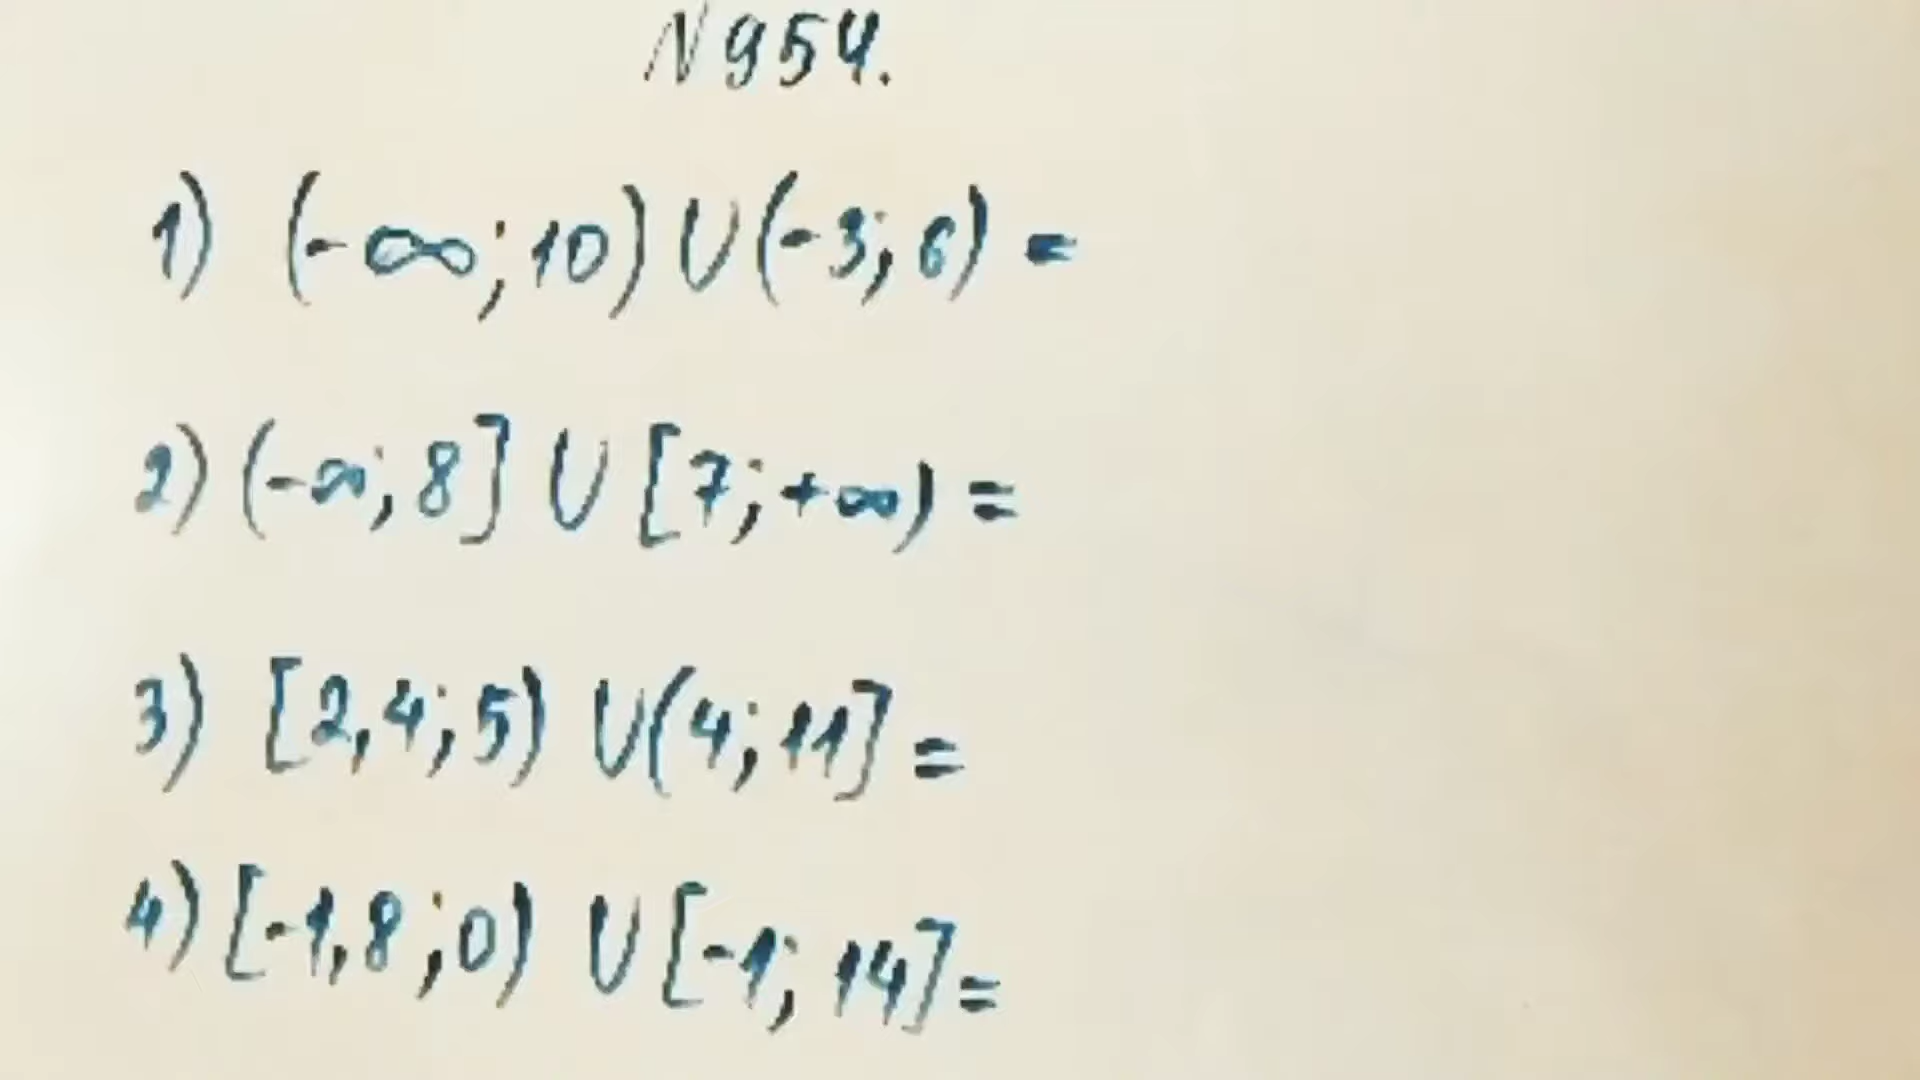 N954.
1) (-∞; 10) U (-3; 6) =
2) (-∞; 8] U [7; +∞) =
3) [2,4; 5) U (4; 11] =
4) [-1,8; 0) U [-1; 14] =